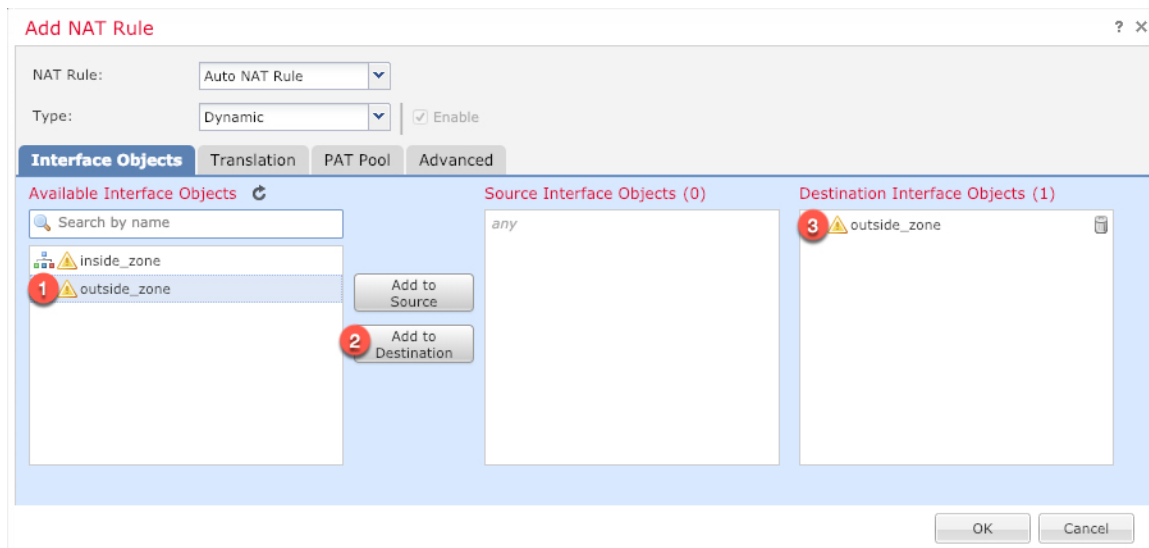 Add NAT Rule ? ×
NAT Rule: Auto NAT Rule
Type: Dynamic Enable
Interface Objects Translation PAT Pool Advanced
Available Interface Objects Source Interface Objects (0) Destination Interface Objects (1)
Search by name any 3 outside_zone
inside_zone
1 outside_zone
Add to
Source
2 Add to
Destination
OK Cancel